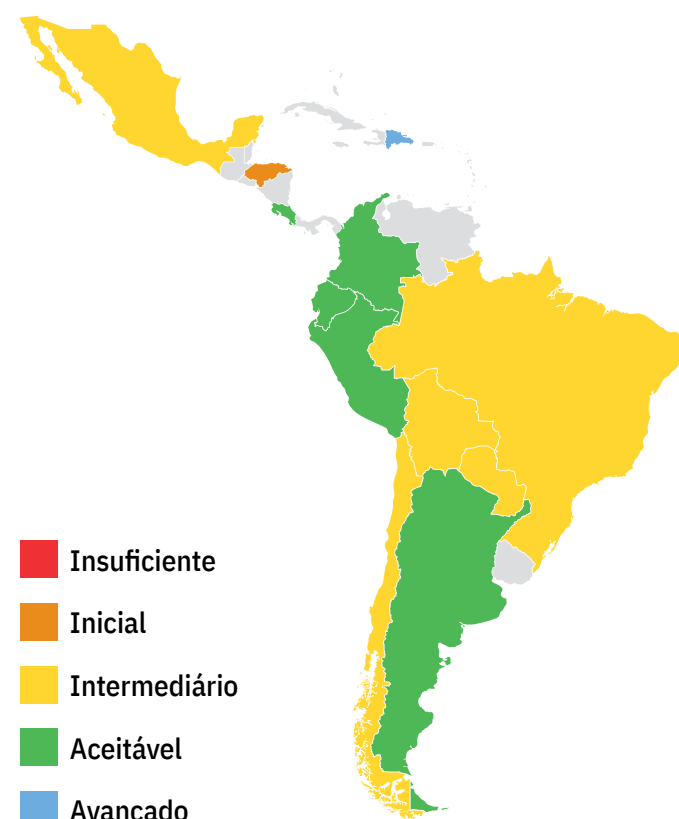 Insuficiente
Inicial
Intermediário
Aceitável
Avançado